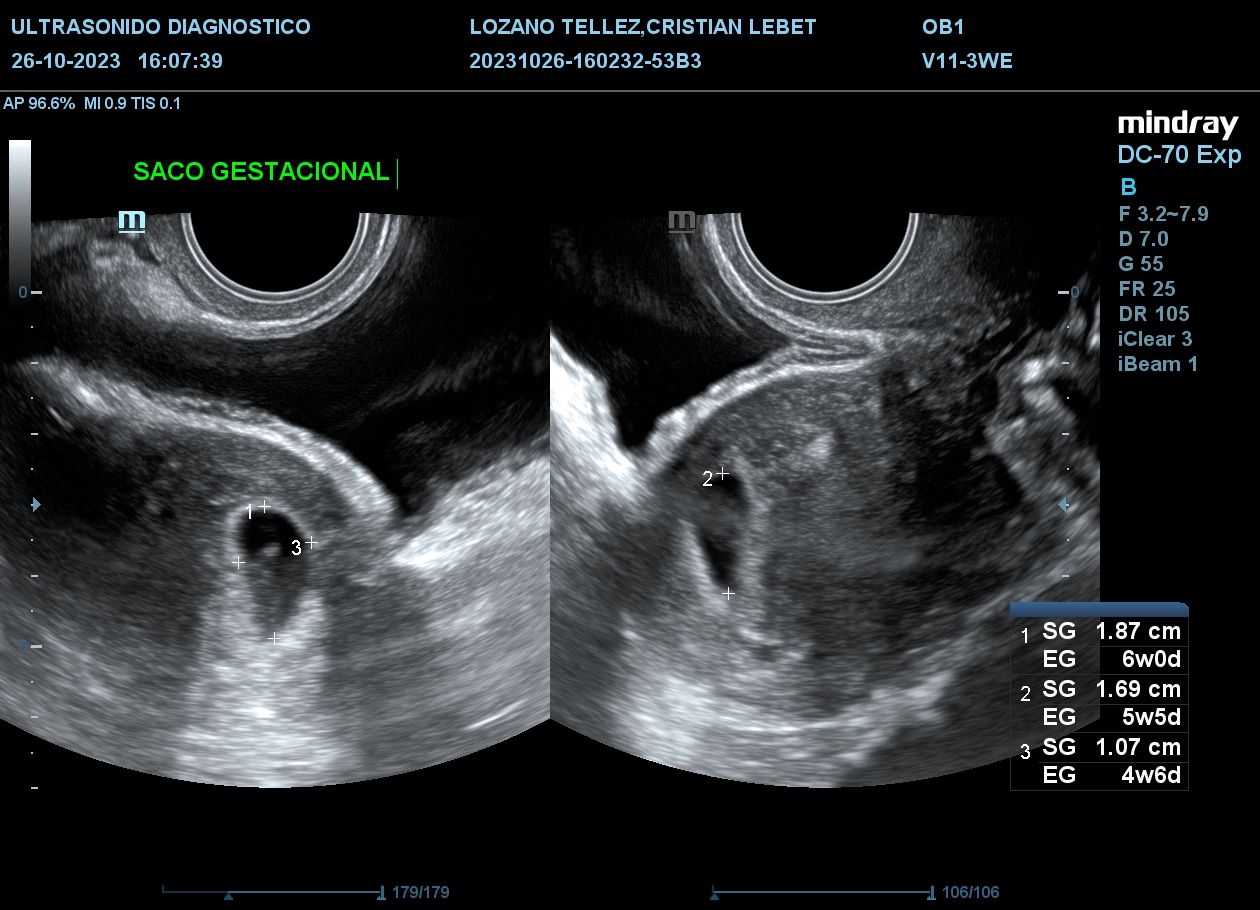 ULTRASONIDO DIAGNOSTICO
LOZANO TELLEZ,CRISTIAN LEBET
OB1
26-10-2023 16:07:39
20231026-160232-53B3
V11-3WE
AP 96.6% MI 0.9 TIS 0.1
mindray
DC-70 Exp
SACO GESTACIONAL
B
m
m
F 3.2~7.9
D 7.0
G 55
FR 25
DR 105
iClear 3
iBeam 1
0
0
1
3
2
5
1 SG 1.87 cm
EG 6w0d
2 SG 1.69 cm
EG 5w5d
3 SG 1.07 cm
EG 4w6d
179/179
106/106